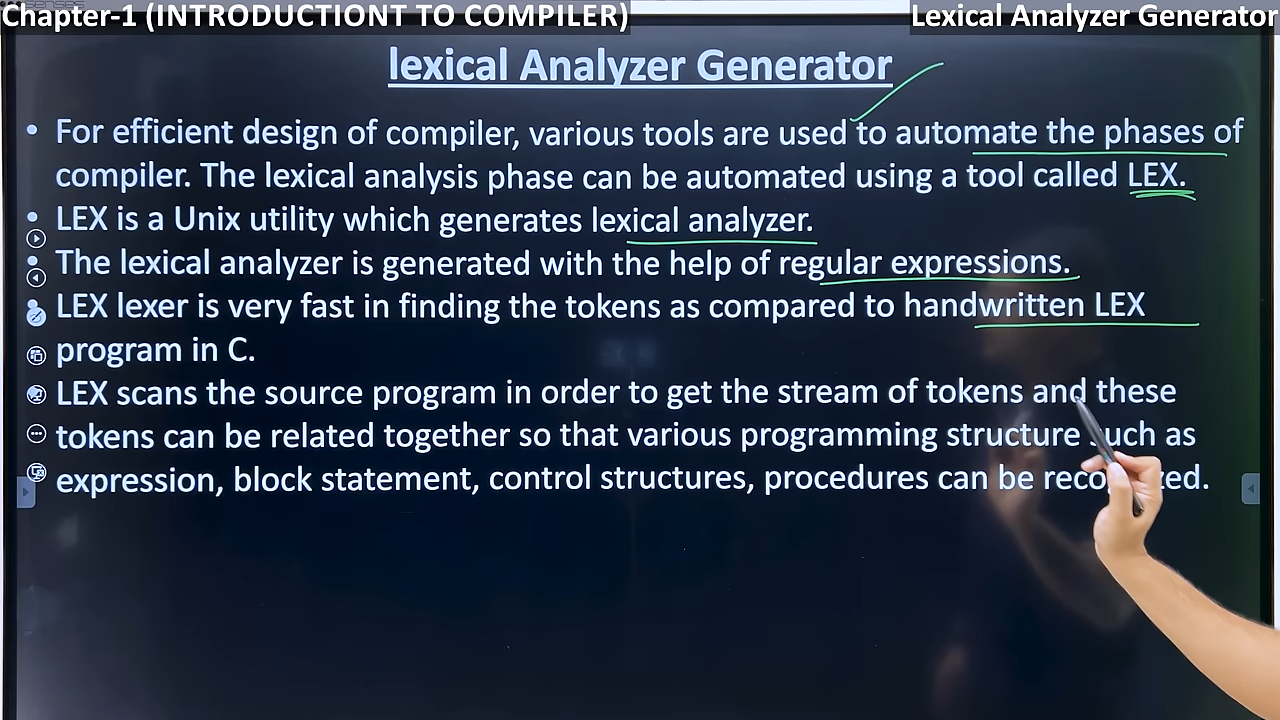 Chapter-1 (INTRODUCTIONT TO COMPILER)
Lexical Analyzer Generator
lexical Analyzer Generator
• For efficient design of compiler, various tools are used to automate the phases of
compiler. The lexical analysis phase can be automated using a tool called LEX.
• LEX is a Unix utility which generates lexical analyzer.
• The lexical analyzer is generated with the help of regular expressions.
• LEX lexer is very fast in finding the tokens as compared to handwritten LEX
program in C.
• LEX scans the source program in order to get the stream of tokens and these
tokens can be related together so that various programming structure such as
expression, block statement, control structures, procedures can be